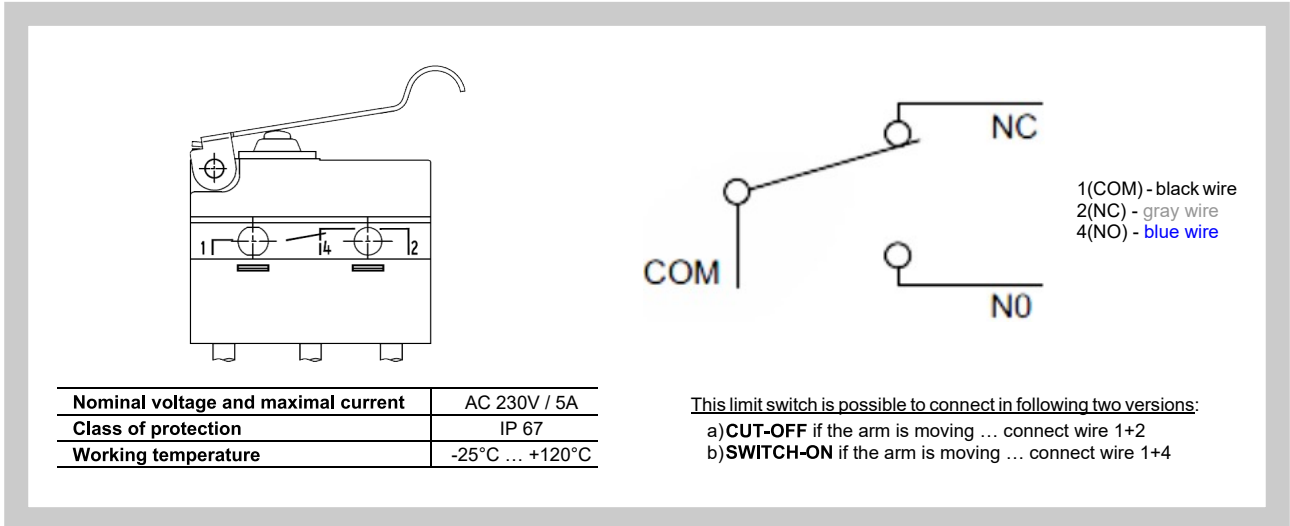 1
4
2
NC
COM
N0
1(COM) - black wire
2(NC) - gray wire
4(NO) - blue wire
Nominal voltage and maximal current AC 230V / 5A
Class of protection IP 67
Working temperature -25°C … +120°C
This limit switch is possible to connect in following two versions:
a) CUT-OFF if the arm is moving … connect wire 1+2
b) SWITCH-ON if the arm is moving … connect wire 1+4